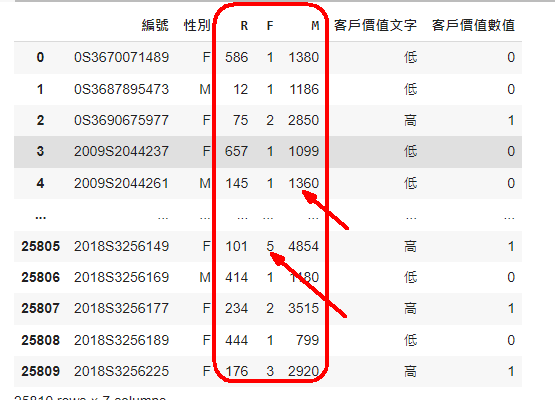 編號 性別 R F M 客戶價值文字 客戶價值數值
0 0S3670071489 F 586 1 1380 低 0
1 0S3687895473 M 12 1 1186 低 0
2 0S3690675977 F 75 2 2850 高 1
3 2009S2044237 F 657 1 1099 低 0
4 2009S2044261 M 145 1 1360 低 0
... ... ... ... ... ... ... ...
25805 2018S3256149 F 101 5 4854 高 1
25806 2018S3256169 M 414 1 1180 低 0
25807 2018S3256177 F 234 2 3515 高 1
25808 2018S3256189 F 444 1 799 低 0
25809 2018S3256225 F 176 3 2920 高 1
25810 rows × 7 columns